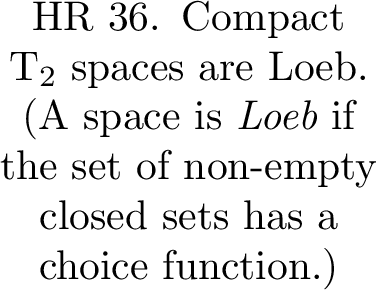 HR 36. Compact
T₂ spaces are Loeb.
(A space is Loeb if
the set of non-empty
closed sets has a
choice function.)